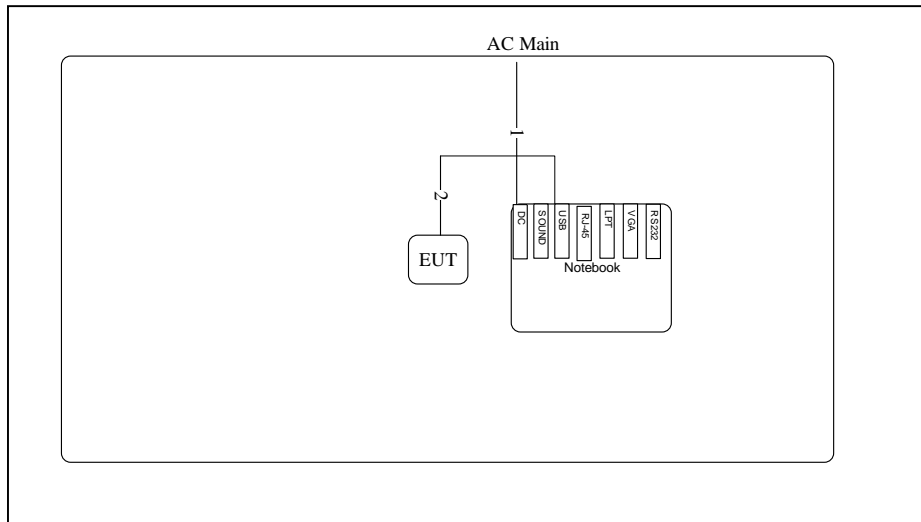 AC Main
1
2
EUT
DC
SOUND
USB
RJ-45
LPT
VGA
RS232
Notebook